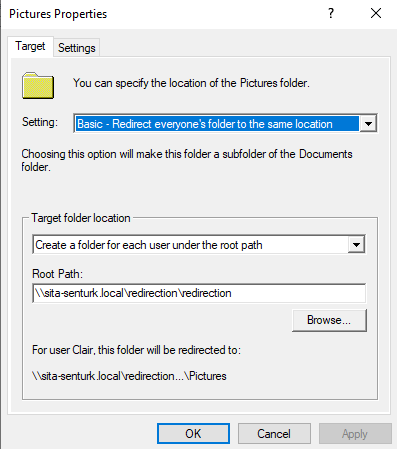 Pictures Properties
Target
Settings
You can specify the location of the Pictures folder.
Setting:
Basic - Redirect everyone's folder to the same location
Choosing this option will make this folder a subfolder of the Documents
folder.
Target folder location
Create a folder for each user under the root path
Root Path:
\\sita-senturk.local\redirection\redirection
Browse...
For user Clair, this folder will be redirected to:
\\sita-senturk.local\redirection...\Pictures
OK
Cancel
Apply